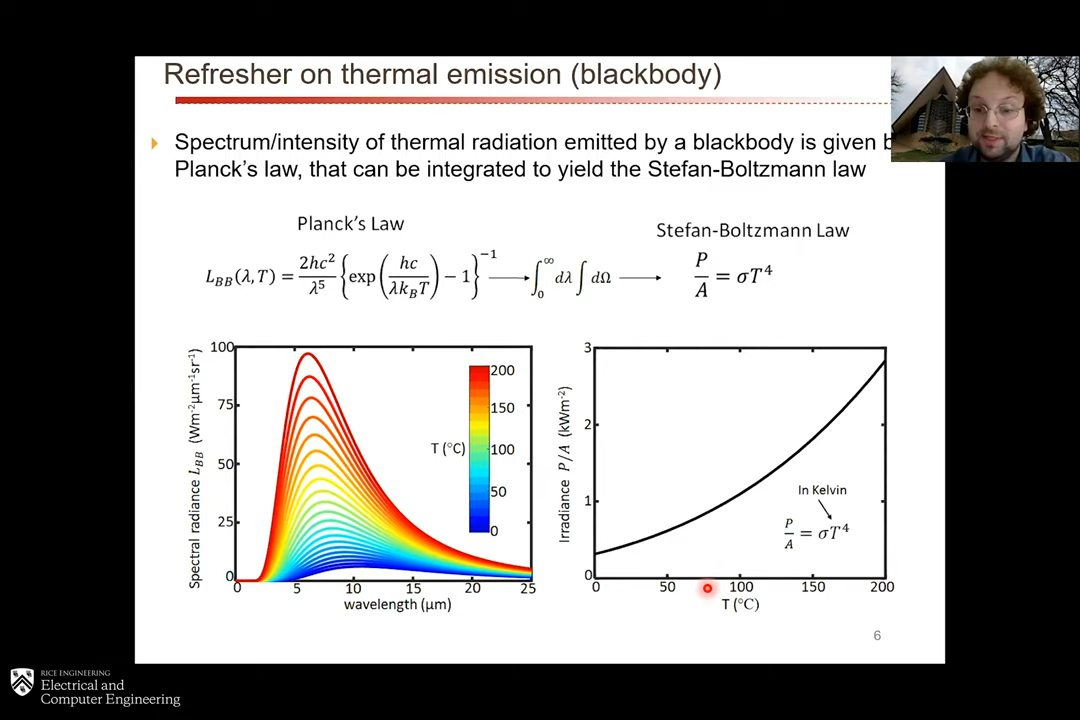 Refresher on thermal emission (blackbody)
Spectrum/intensity of thermal radiation emitted by a blackbody is given
Planck's law, that can be integrated to yield the Stefan-Boltzmann law
Planck's Law
Stefan-Boltzmann Law
L_BB(λ,T) = 2hc²/λ⁵ {exp(hc/λk_BT) − 1}⁻¹ → ∫₀^∞ dλ ∫ dΩ → P/A = σT⁴
Spectral radiance L_BB (Wm⁻²μm⁻¹sr⁻¹)
100
75
50
25
0
0 5 10 15 20 25
wavelength (μm)
T (°C)
200
150
100
50
0
Irradiance P/A (kWm⁻²)
3
2
1
0
0 50 100 150 200
T (°C)
In Kelvin
P/A = σT⁴
6
RICE ENGINEERING
Electrical and
Computer Engineering